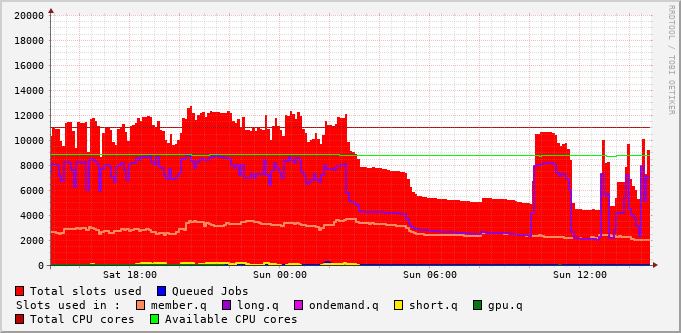 20000
18000
16000
14000
12000
10000
8000
6000
4000
2000
0
Sat 18:00 Sun 00:00 Sun 06:00 Sun 12:00
RRDTOOL / TOBI OETIKER
Total slots used Queued Jobs
Slots used in : member.q long.q ondemand.q short.q gpu.q
Total CPU cores Available CPU cores